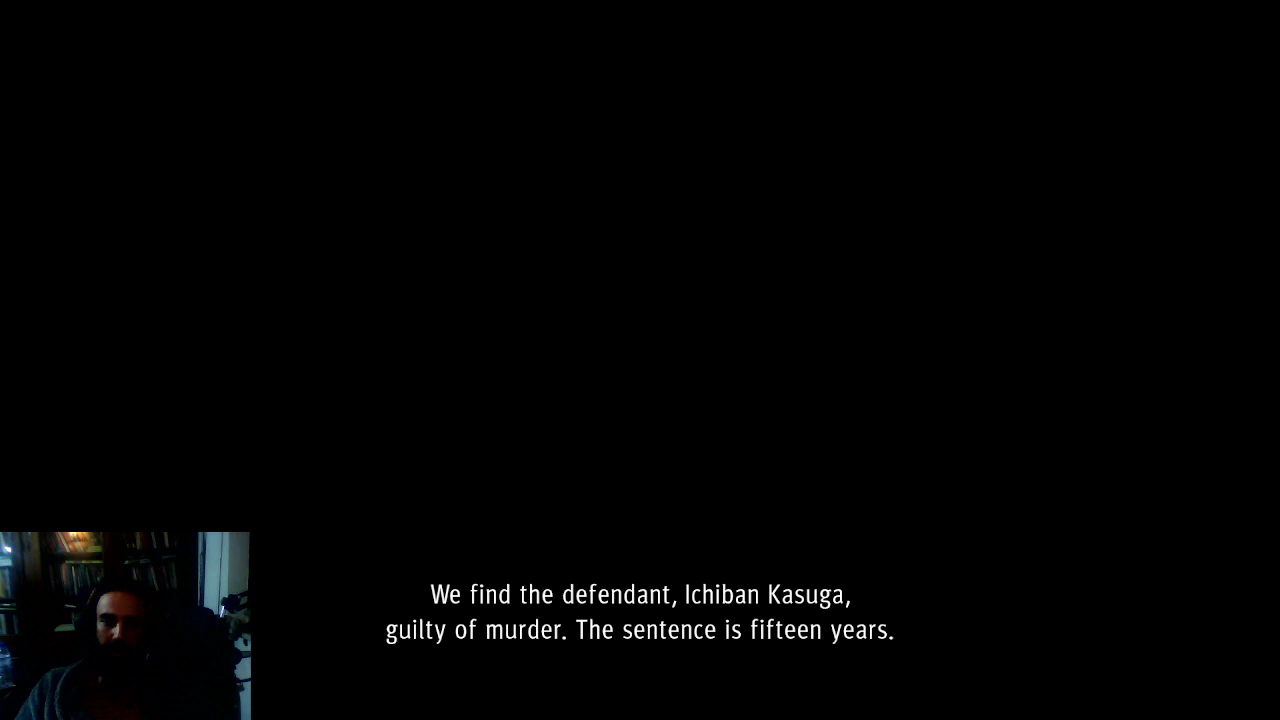 We find the defendant, Ichiban Kasuga,
guilty of murder. The sentence is fifteen years.